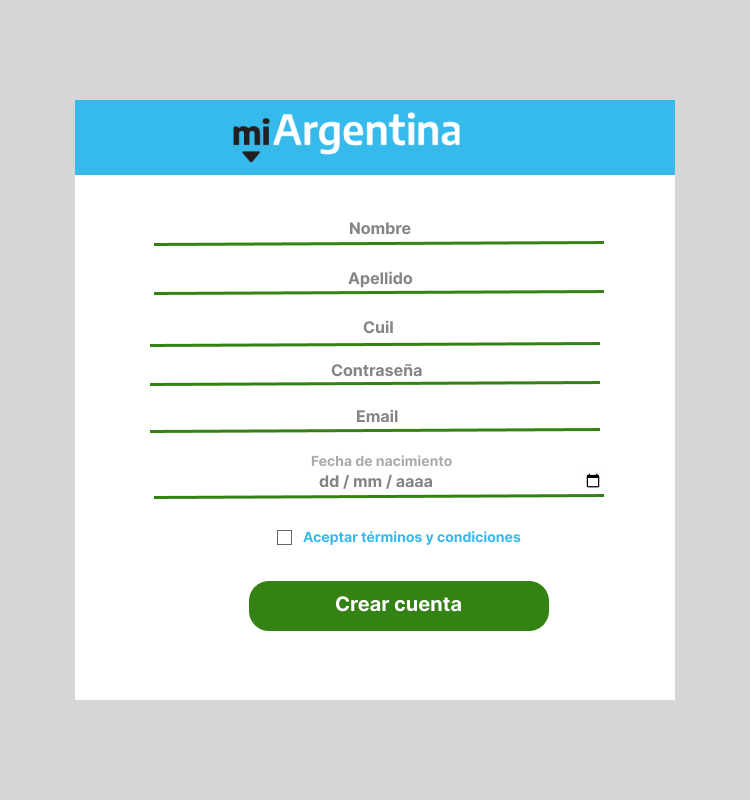 miArgentina
Nombre
Apellido
Cuil
Contraseña
Email
Fecha de nacimiento
dd / mm / aaaa
Aceptar términos y condiciones
Crear cuenta